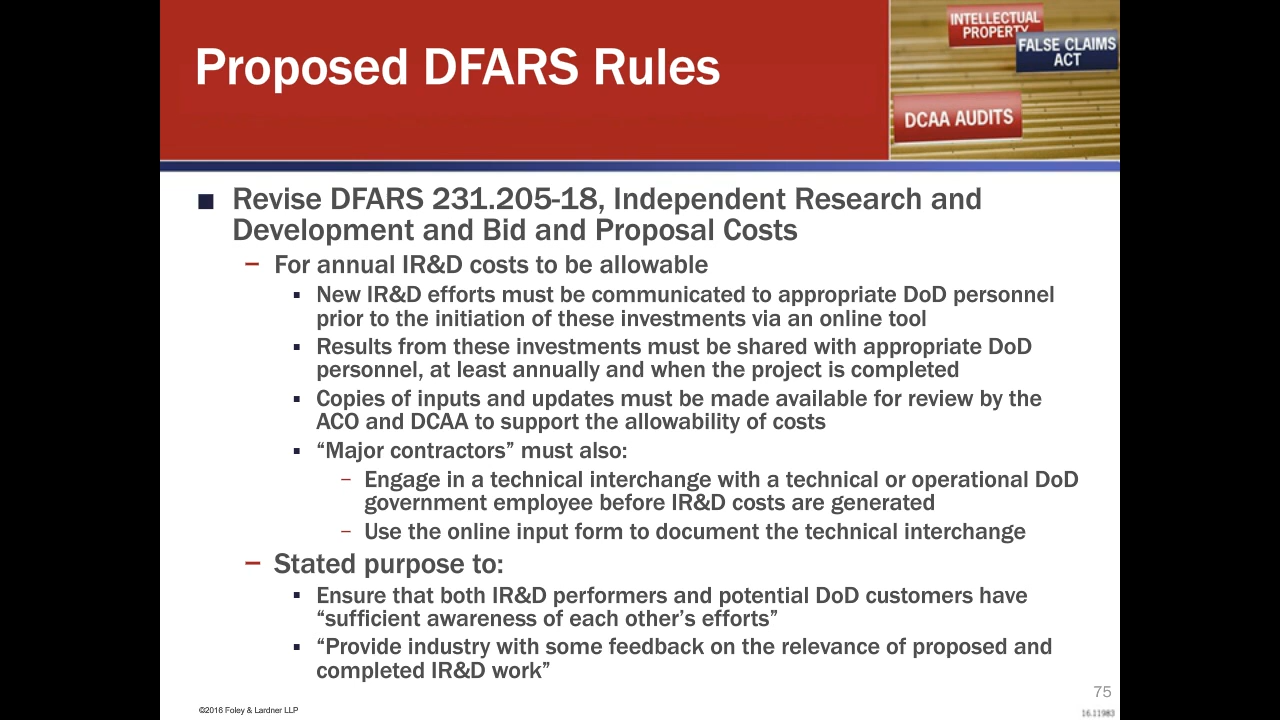 Proposed DFARS Rules
INTELLECTUAL
PROPERTY
FALSE CLAIMS
ACT
DCAA AUDITS
■ Revise DFARS 231.205-18, Independent Research and
Development and Bid and Proposal Costs
– For annual IR&D costs to be allowable
▪ New IR&D efforts must be communicated to appropriate DoD personnel
prior to the initiation of these investments via an online tool
▪ Results from these investments must be shared with appropriate DoD
personnel, at least annually and when the project is completed
▪ Copies of inputs and updates must be made available for review by the
ACO and DCAA to support the allowability of costs
▪ “Major contractors” must also:
– Engage in a technical interchange with a technical or operational DoD
government employee before IR&D costs are generated
– Use the online input form to document the technical interchange
– Stated purpose to:
▪ Ensure that both IR&D performers and potential DoD customers have
“sufficient awareness of each other’s efforts”
▪ “Provide industry with some feedback on the relevance of proposed and
completed IR&D work”
75
©2016 Foley & Lardner LLP
16.11983